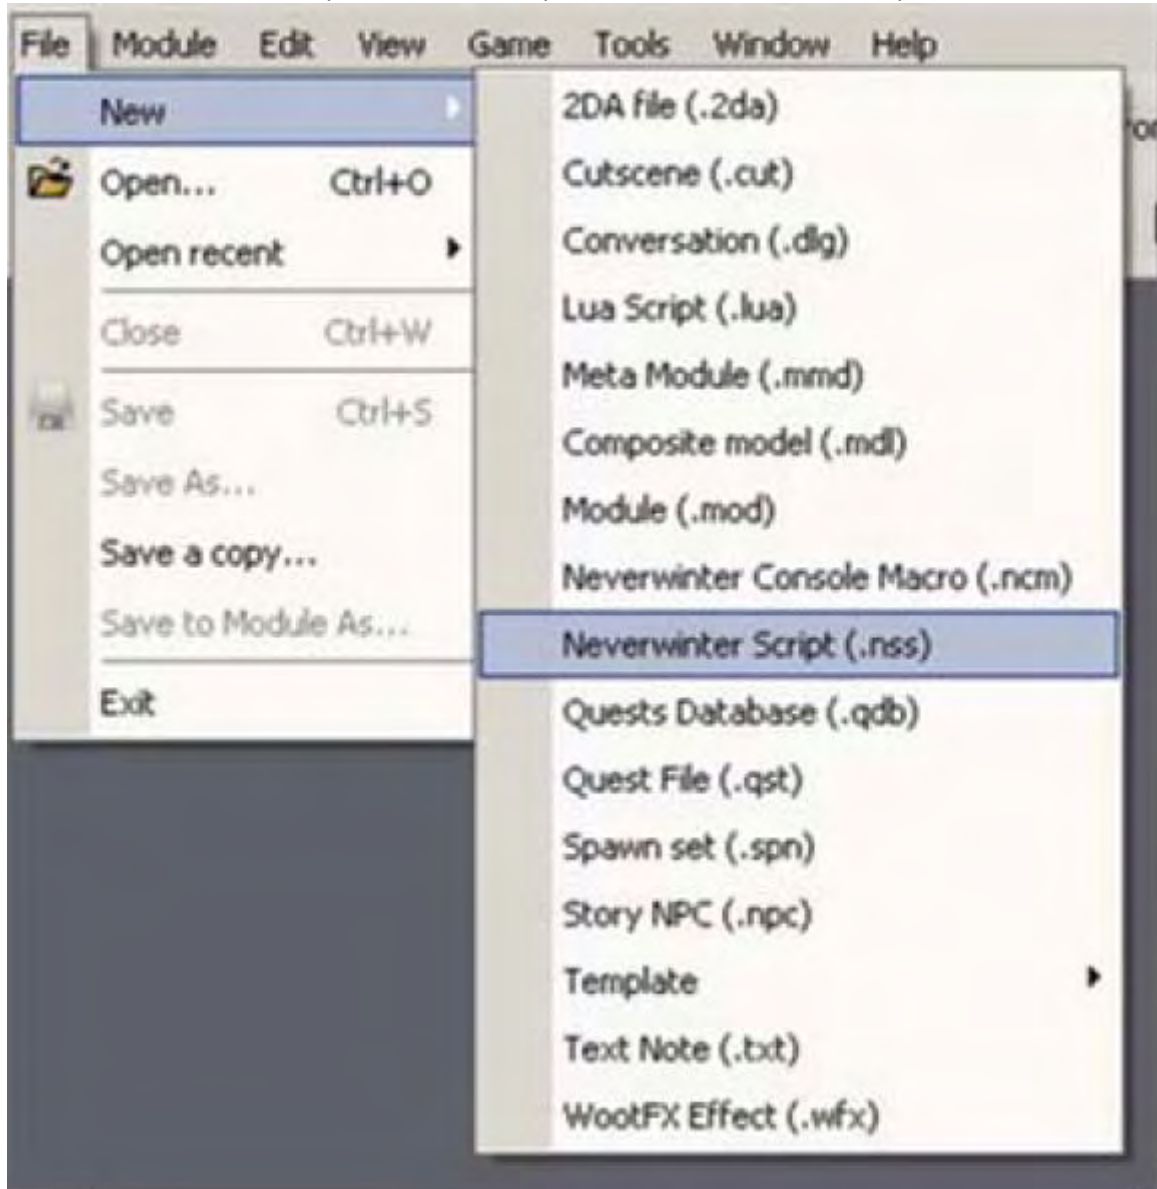 File Module Edit View Game Tools Window Help
New
Open... Ctrl+O
Open recent
Close Ctrl+W
Save Ctrl+S
Save As...
Save a copy...
Save to Module As...
Exit
2DA file (.2da)
Cutscene (.cut)
Conversation (.dlg)
Lua Script (.lua)
Meta Module (.mmd)
Composite model (.mdl)
Module (.mod)
Neverwinter Console Macro (.ncm)
Neverwinter Script (.nss)
Quests Database (.qdb)
Quest File (.qst)
Spawn set (.spn)
Story NPC (.npc)
Template
Text Note (.txt)
WootFX Effect (.wfx)